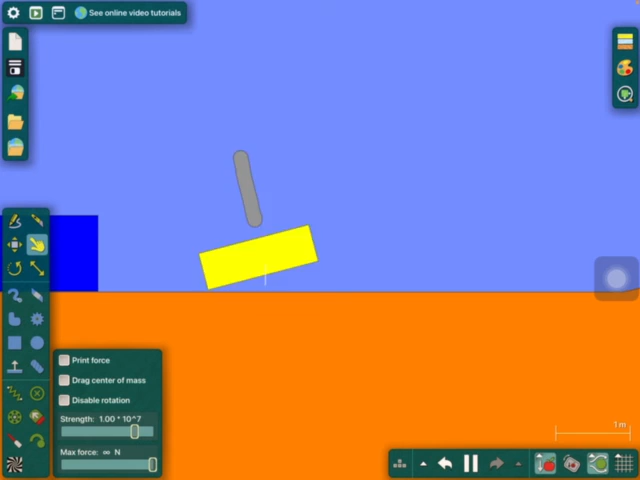 See online video tutorials
Print force
Drag center of mass
Disable rotation
Strength: 1.00 * 10^7
Max force: ∞ N
1 m